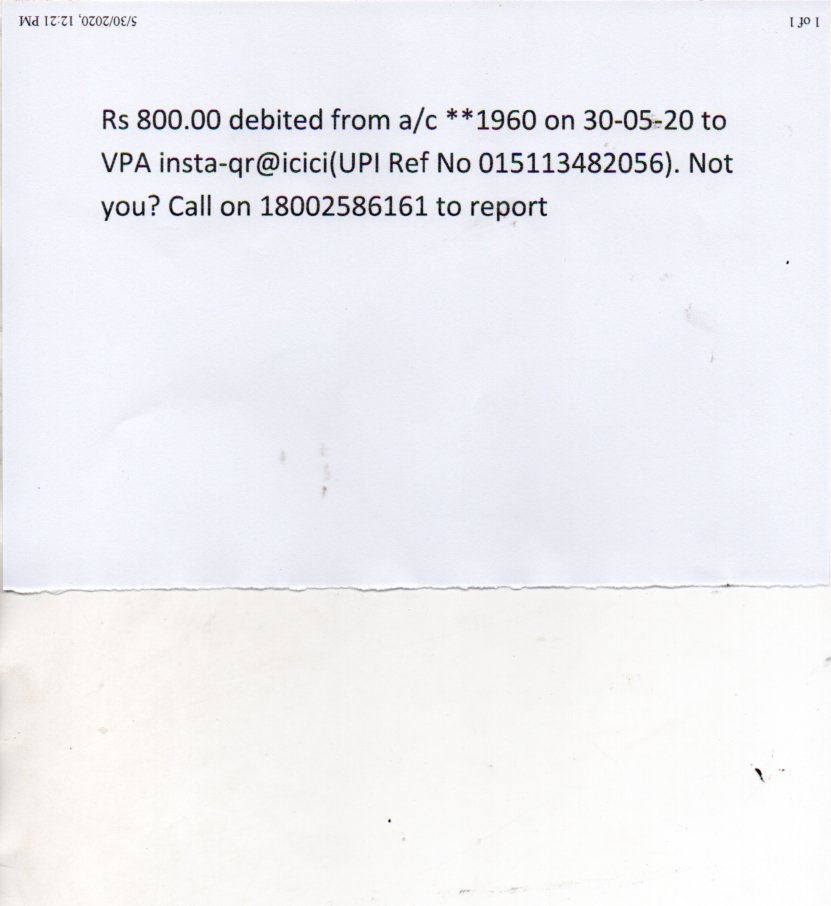 5/30/2020, 12:21 PM
1 of 1
Rs 800.00 debited from a/c **1960 on 30-05-20 to
VPA insta-qr@icici(UPI Ref No 015113482056). Not
you? Call on 18002586161 to report